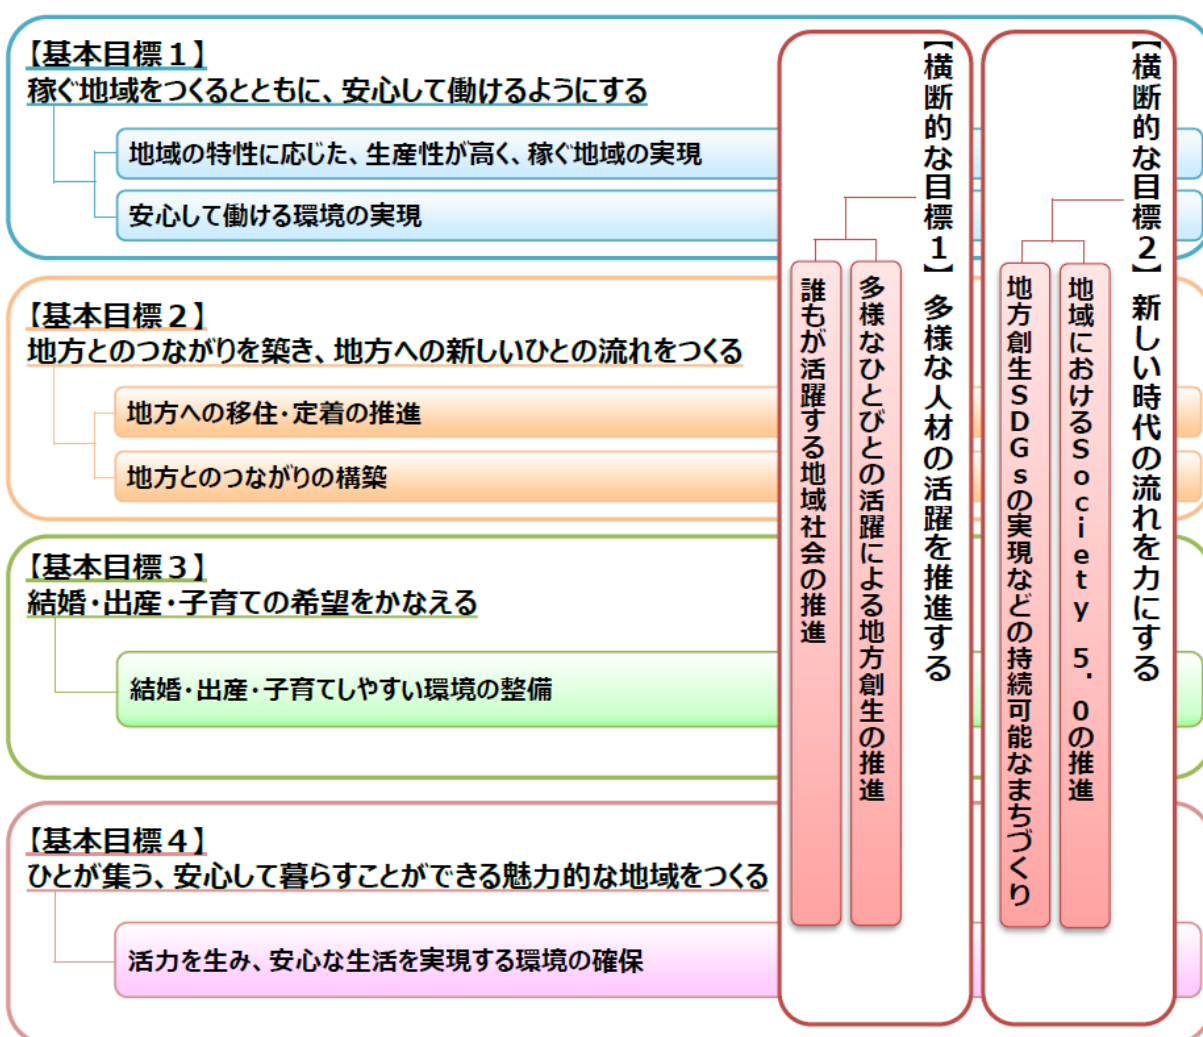 【基本目標１】
稼ぐ地域をつくるとともに、安心して働けるようにする
地域の特性に応じた、生産性が高く、稼ぐ地域の実現
安心して働ける環境の実現
【基本目標２】
地方とのつながりを築き、地方への新しいひとの流れをつくる
地方への移住・定着の推進
地方とのつながりの構築
【基本目標３】
結婚・出産・子育ての希望をかなえる
結婚・出産・子育てしやすい環境の整備
【基本目標４】
ひとが集う、安心して暮らすことができる魅力的な地域をつくる
活力を生み、安心な生活を実現する環境の確保
【横断的な目標１】多様な人材の活躍を推進する
多様なひとびとの活躍による地方創生の推進
誰もが活躍する地域社会の推進
【横断的な目標２】新しい時代の流れを力にする
地域におけるＳｏｃｉｅｔｙ　５．０の推進
地方創生ＳＤＧｓの実現などの持続可能なまちづくり